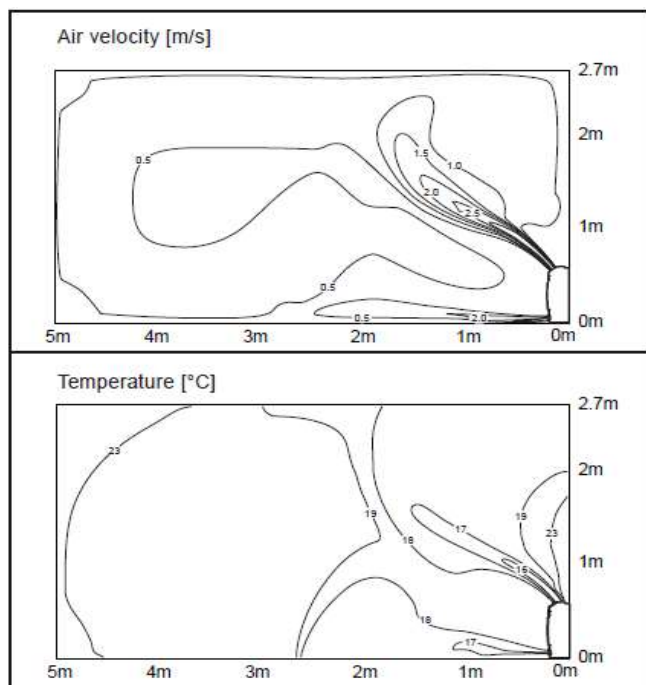 Air velocity [m/s]
2.7m
2m
0.5
1.5
1.0
2.0
2.5
1m
0.5
0.5
2.0
0m
5m 4m 3m 2m 1m 0m
Temperature [°C]
2.7m
23
2m
19
17
19
18
23
15
1m
18
17
0m
5m 4m 3m 2m 1m 0m